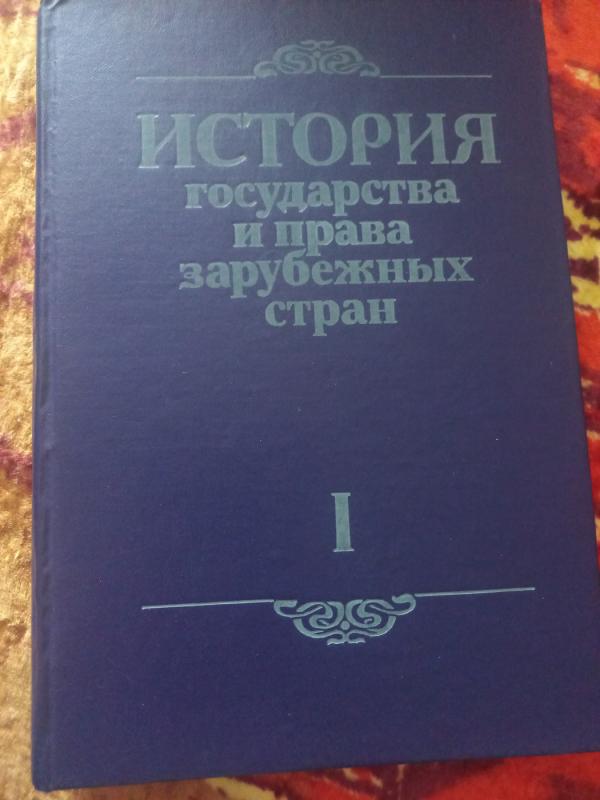 ИСТОРИЯ
государства
и права
зарубежных
стран
I